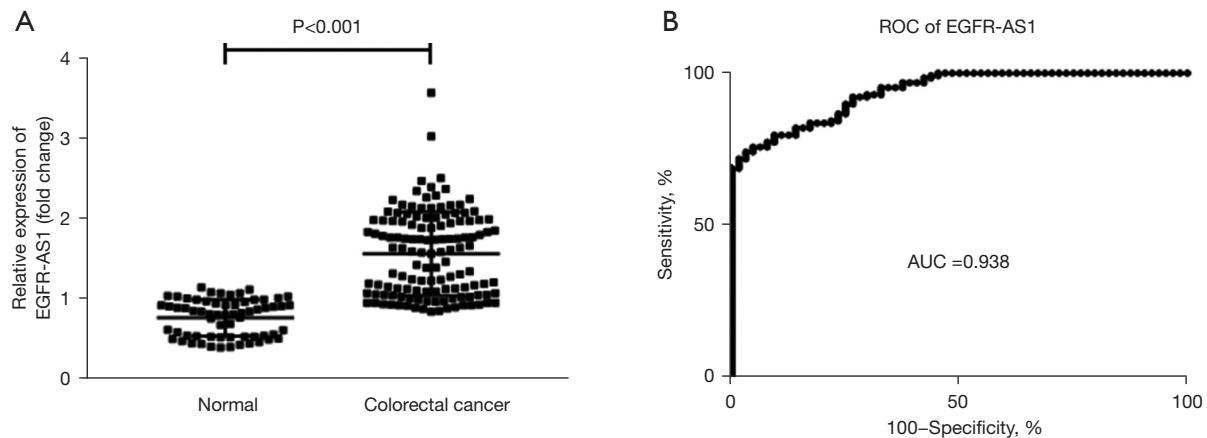 A
P<0.001
Relative expression of
EGFR-AS1 (fold change)
4
3
2
1
0
Normal
Colorectal cancer
B
ROC of EGFR-AS1
Sensitivity, %
100
50
0
AUC =0.938
0
50
100
100–Specificity, %